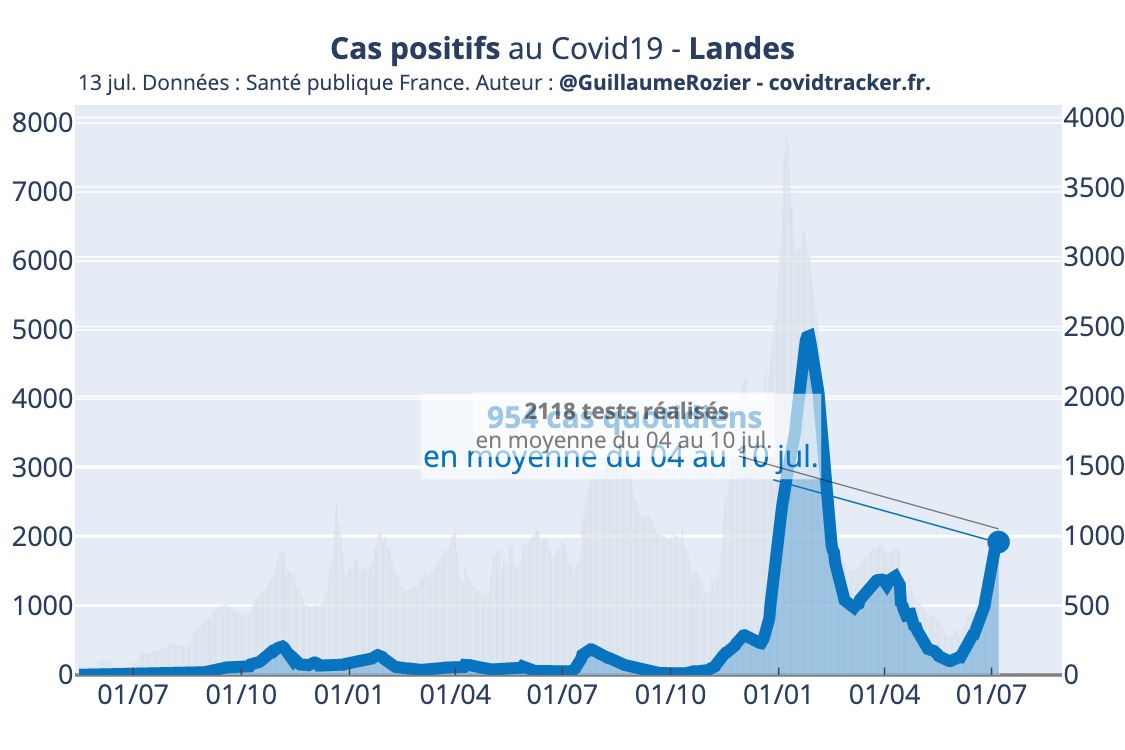 Cas positifs au Covid19 - Landes
13 jul. Données : Santé publique France. Auteur : @GuillaumeRozier - covidtracker.fr.
8000
7000
6000
5000
4000
3000
2000
1000
0
4000
3500
3000
2500
2000
1500
1000
500
0
2118 tests réalisés
en moyenne du 04 au 10 jul.
954 cas quotidiens
en moyenne du 04 au 10 jul.
01/07 01/10 01/01 01/04 01/07 01/10 01/01 01/04 01/07